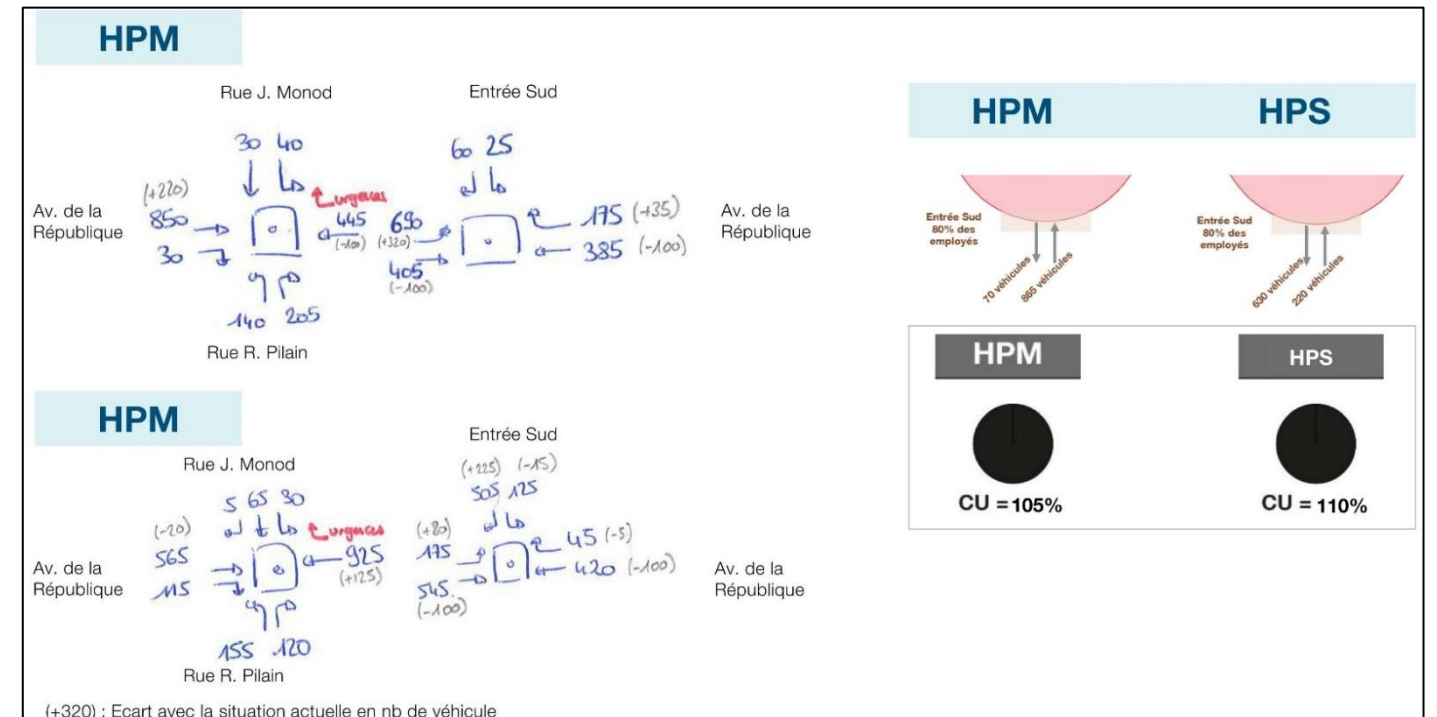 HPM
Rue J. Monod
Entrée Sud
30 40
60 25
(+220)
urgences
Av. de la
République
850
445
690
175 (+35)
Av. de la
République
(-100)
(+320)
385 (-100)
30
405
(-100)
140 205
Rue R. Pilain
HPM
Entrée Sud
Rue J. Monod
(+225) (-15)
505 125
5 65 30
(-20)
urgences
(+80)
45 (-5)
565
925
175
Av. de la
République
(+125)
420 (-100)
Av. de la
République
115
545
(-100)
155 120
Rue R. Pilain
(+320) : Ecart avec la situation actuelle en nb de véhicule
HPM
HPS
Entrée Sud
80% des
employés
70 véhicules
865 véhicules
Entrée Sud
80% des
employés
630 véhicules
220 véhicules
HPM
HPS
CU = 105%
CU = 110%